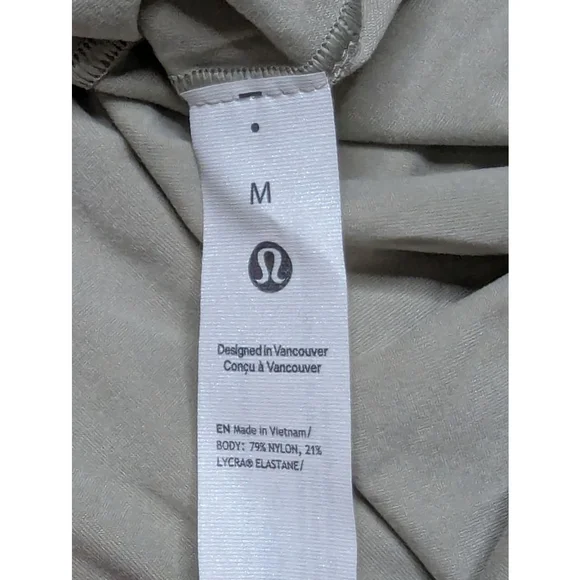 M
Designed in Vancouver
Conçu à Vancouver
EN Made in Vietnam/
BODY: 79% NYLON, 21%
LYCRA® ELASTANE/